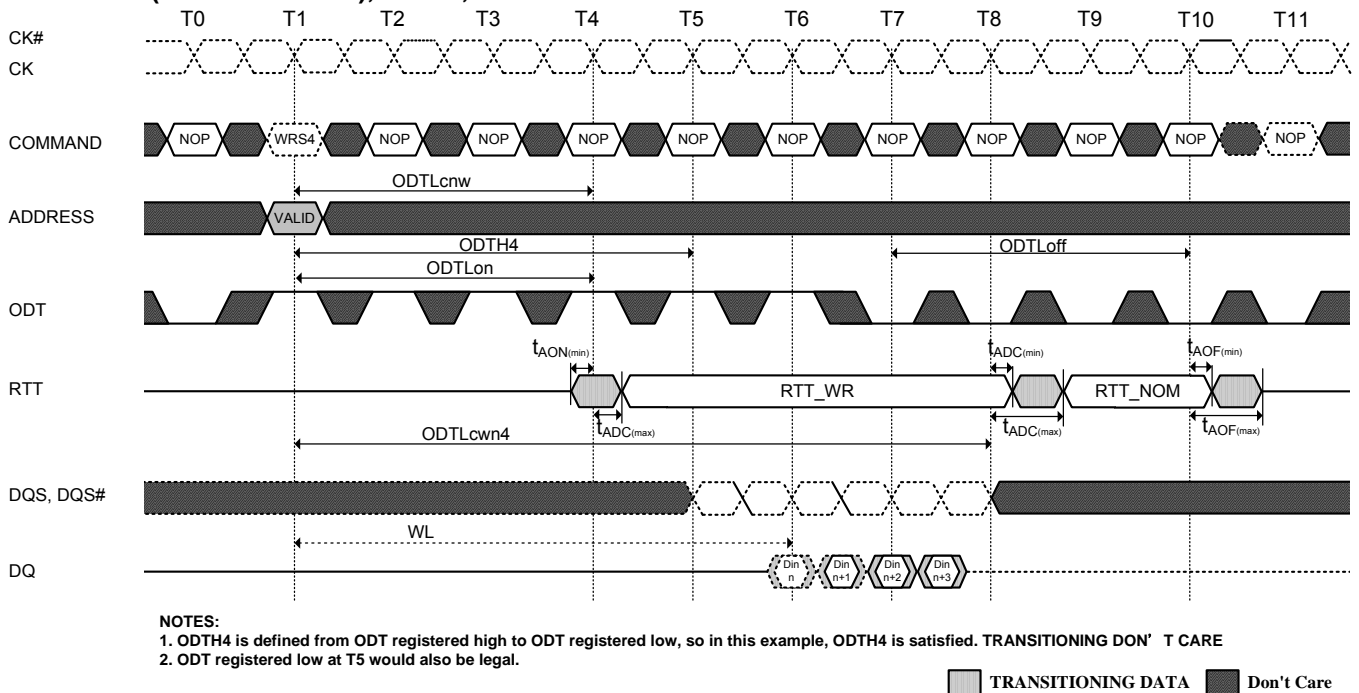 T0 T1 T2 T3 T4 T5 T6 T7 T8 T9 T10 T11
CK#
CK
COMMAND
NOP WRS4 NOP NOP NOP NOP NOP NOP NOP NOP NOP NOP
ODTLcnw
ADDRESS
VALID
ODTH4
ODTLoff
ODTLon
ODT
tAON(min)
tADC(min)
tAOF(min)
RTT
RTT_WR
RTT_NOM
tADC(max)
tADC(max)
tAOF(max)
ODTLcwn4
DQS, DQS#
WL
DQ
Din n
Din n+1
Din n+2
Din n+3
NOTES:
1. ODTH4 is defined from ODT registered high to ODT registered low, so in this example, ODTH4 is satisfied. TRANSITIONING DON' T CARE
2. ODT registered low at T5 would also be legal.
TRANSITIONING DATA
Don't Care